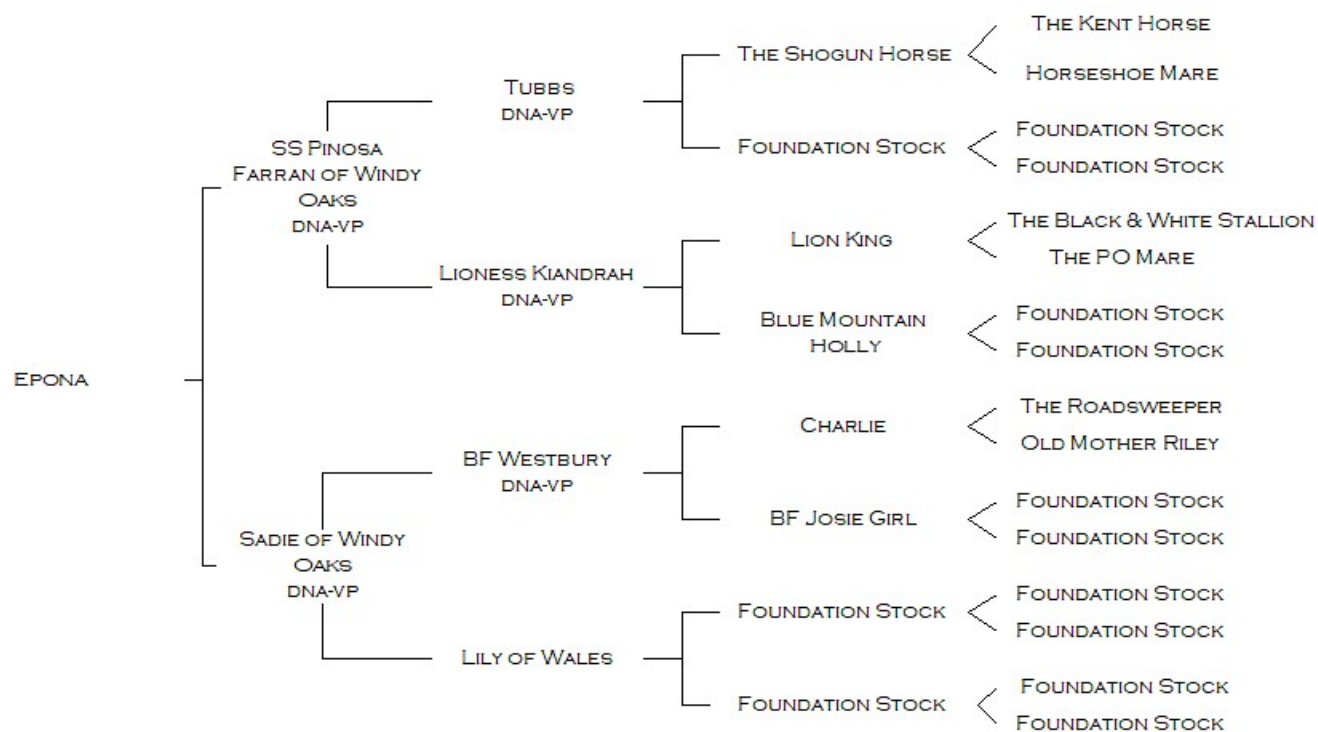 The Kent Horse
The Shogun Horse
Horseshoe Mare
Tubbs
DNA-VP
Foundation Stock
Foundation Stock
Foundation Stock
SS Pinosa
Farran of Windy
Oaks
DNA-VP
The Black & White Stallion
Lion King
The PO Mare
Lioness Kiandrah
DNA-VP
Foundation Stock
Blue Mountain
Holly
Foundation Stock
Epona
The Roadsweeper
Charlie
Old Mother Riley
BF Westbury
DNA-VP
Foundation Stock
BF Josie Girl
Foundation Stock
Sadie of Windy
Oaks
DNA-VP
Foundation Stock
Foundation Stock
Foundation Stock
Lily of Wales
Foundation Stock
Foundation Stock
Foundation Stock